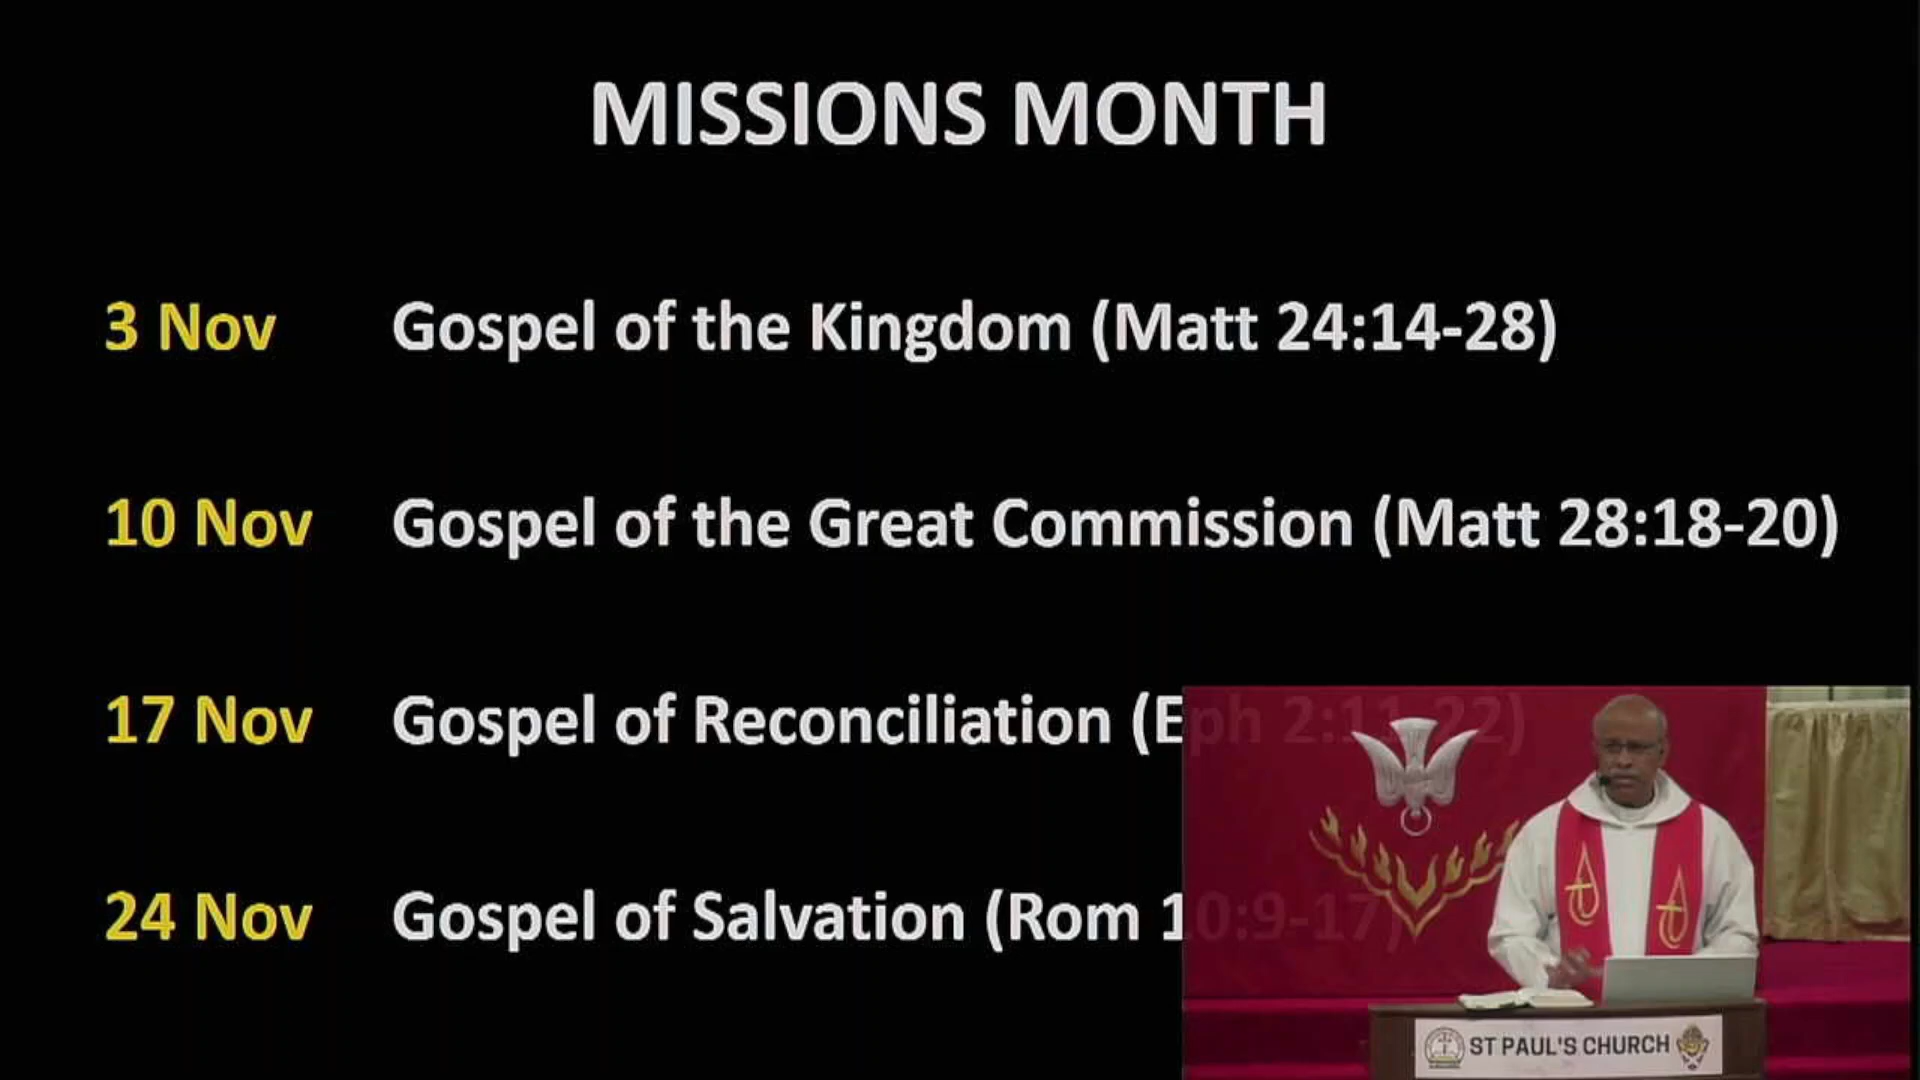 MISSIONS MONTH
3 Nov Gospel of the Kingdom (Matt 24:14-28)
10 Nov Gospel of the Great Commission (Matt 28:18-20)
17 Nov Gospel of Reconciliation (Eph 2:11-22)
24 Nov Gospel of Salvation (Rom 10:9-17)
ST PAUL'S CHURCH